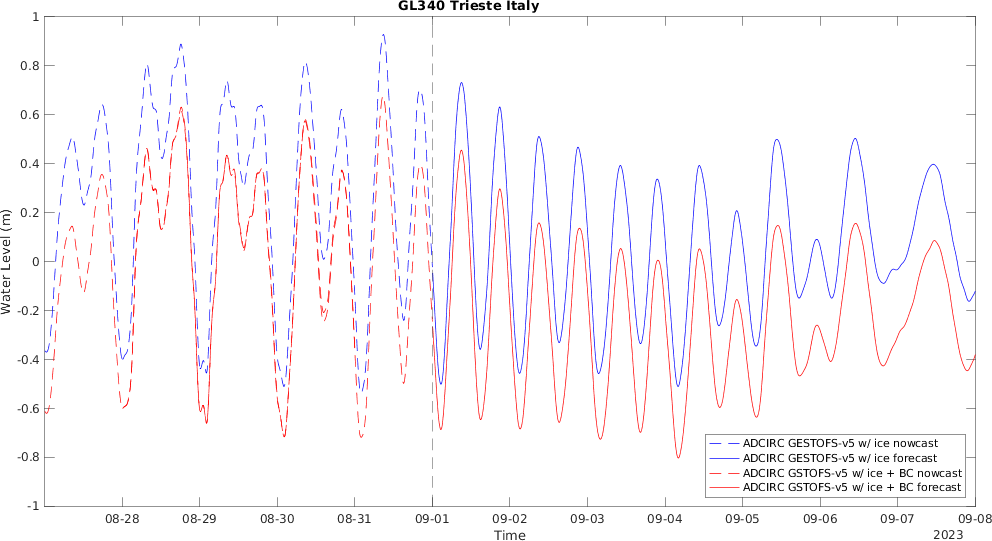 GL340 Trieste Italy
1
0.8
0.6
0.4
0.2
0
-0.2
-0.4
-0.6
-0.8
-1
Water Level (m)
ADCIRC GESTOFS-v5 w/ ice nowcast
ADCIRC GESTOFS-v5 w/ ice forecast
ADCIRC GSTOFS-v5 w/ ice + BC nowcast
ADCIRC GSTOFS-v5 w/ ice + BC forecast
08-28 08-29 08-30 08-31 09-01 09-02 09-03 09-04 09-05 09-06 09-07 09-08
Time
2023